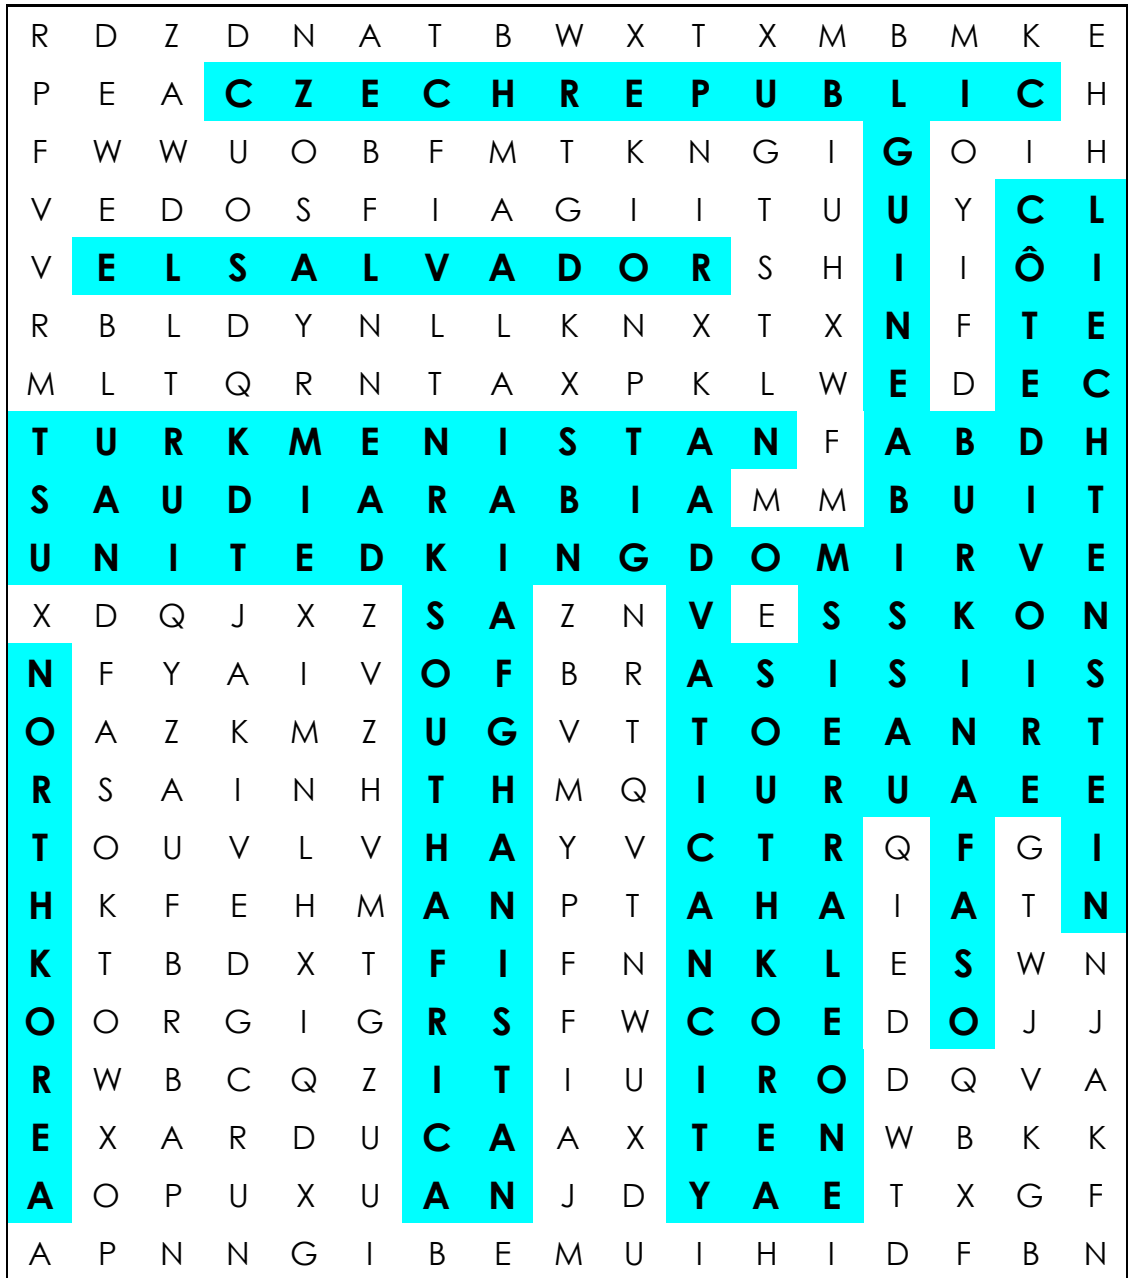 R D Z D N A T B W X T X M B M K E
P E A C Z E C H R E P U B L I C H
F W W U O B F M T K N G I G O I H
V E D O S F I A G I I T U U Y C L
V E L S A L V A D O R S H I I Ô I
R B L D Y N L L K N X T X N F T E
M L T Q R N T A X P K L W E D E C
T U R K M E N I S T A N F A B D H
S A U D I A R A B I A M M B U I T
U N I T E D K I N G D O M I R V E
X D Q J X Z S A Z N V E S S K O N
N F Y A I V O F B R A S I S I I S
O A Z K M Z U G V T T O E A N R T
R S A I N H T H M Q I U R U A E E
T O U V L V H A Y V C T R Q F G I
H K F E H M A N P T A H A I A T N
K T B D X T F I F N N K L E S W N
O O R G I G R S F W C O E D O J J
R W B C Q Z I T I U I R O D Q V A
E X A R D U C A A X T E N W B K K
A O P U X U A N J D Y A E T X G F
A P N N G I B E M U I H I D F B N